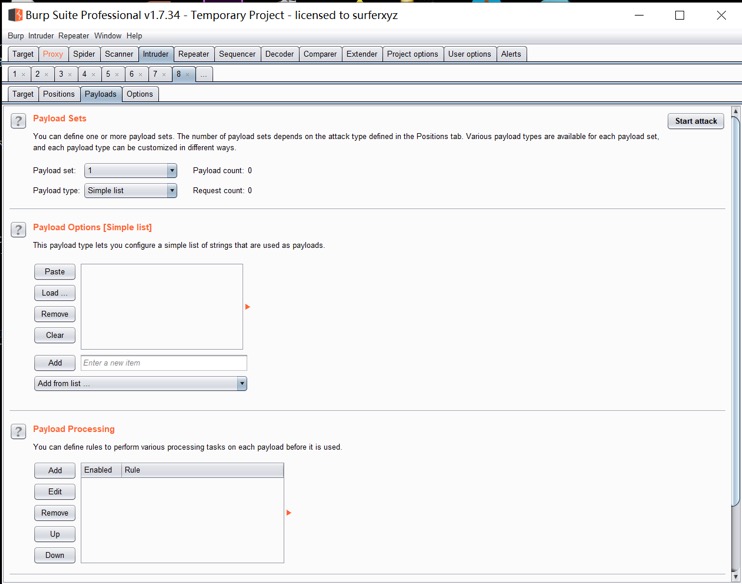 Burp Suite Professional v1.7.34 - Temporary Project - licensed to surferxyz
Burp Intruder Repeater Window Help
Target Proxy Spider Scanner Intruder Repeater Sequencer Decoder Comparer Extender Project options User options Alerts
1 × 2 × 3 × 4 × 5 × 6 × 7 × 8 × ...
Target Positions Payloads Options
? Payload Sets
Start attack
You can define one or more payload sets. The number of payload sets depends on the attack type defined in the Positions tab. Various payload types are available for each payload set,
and each payload type can be customized in different ways.
Payload set: 1 Payload count: 0
Payload type: Simple list Request count: 0
? Payload Options [Simple list]
This payload type lets you configure a simple list of strings that are used as payloads.
Paste
Load ...
Remove
Clear
Add Enter a new item
Add from list ...
? Payload Processing
You can define rules to perform various processing tasks on each payload before it is used.
Add Enabled Rule
Edit
Remove
Up
Down